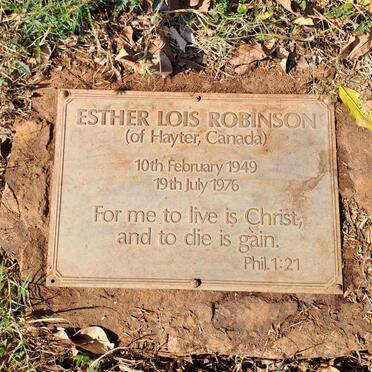 ESTHER LOIS ROBINSON
(of Hayter, Canada)
10th February 1949
19th July 1976
For me to live is Christ,
and to die is gain.
Phil.1:21